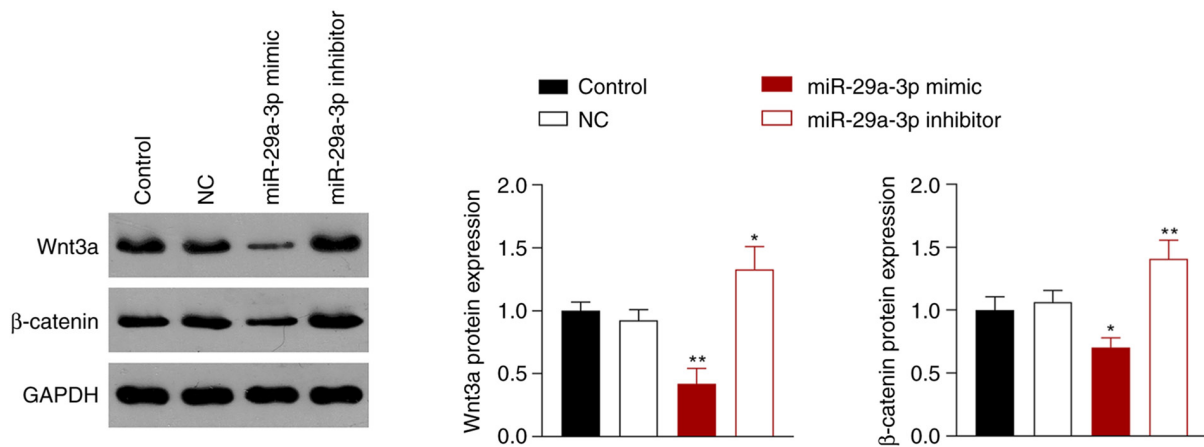 Control
NC
miR-29a-3p mimic
miR-29a-3p inhibitor
Wnt3a
β-catenin
GAPDH
Control
NC
miR-29a-3p mimic
miR-29a-3p inhibitor
Wnt3a protein expression
2.0
1.5
1.0
0.5
0.0
**
*
β-catenin protein expression
2.0
1.5
1.0
0.5
0.0
*
**